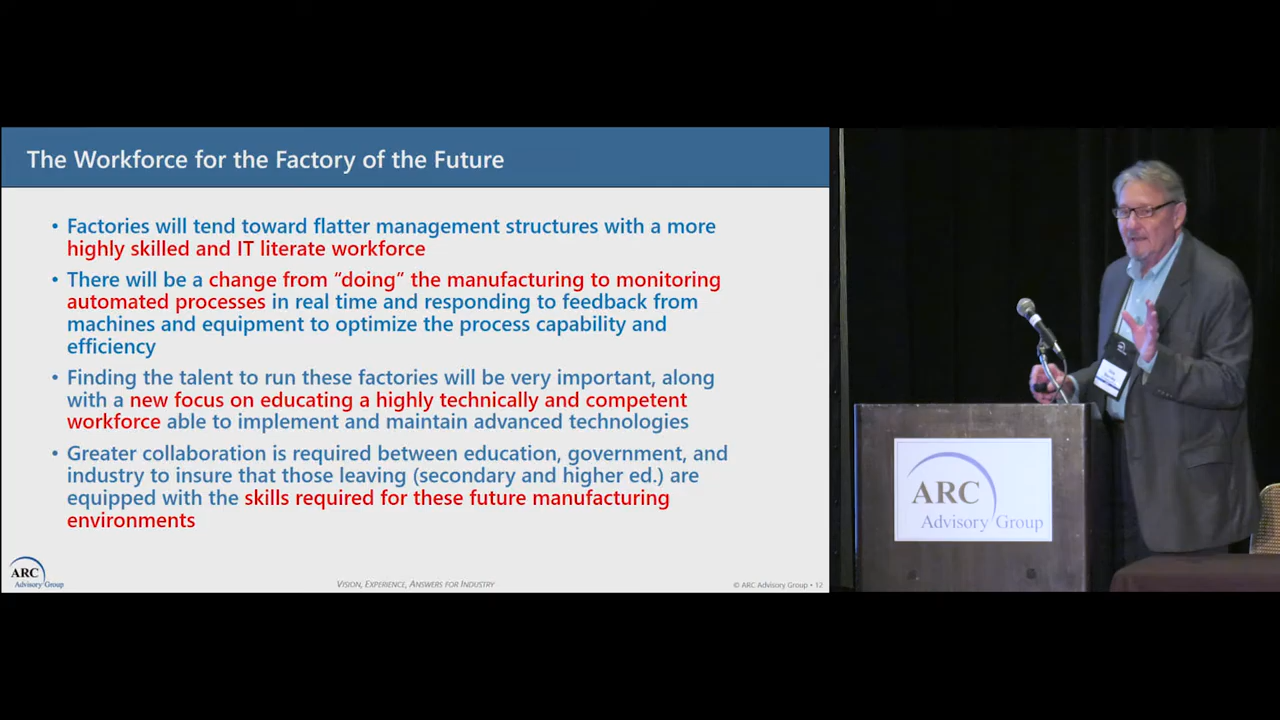 The Workforce for the Factory of the Future
• Factories will tend toward flatter management structures with a more
highly skilled and IT literate workforce
• There will be a change from “doing“ the manufacturing to monitoring
automated processes in real time and responding to feedback from
machines and equipment to optimize the process capability and
efficiency
• Finding the talent to run these factories will be very important, along
with a new focus on educating a highly technically and competent
workforce able to implement and maintain advanced technologies
• Greater collaboration is required between education, government, and
industry to insure that those leaving (secondary and higher ed.) are
equipped with the skills required for these future manufacturing
environments
ARC
Advisory Group
VISION, EXPERIENCE, ANSWERS FOR INDUSTRY
© ARC Advisory Group • 12
ARC
Advisory Group